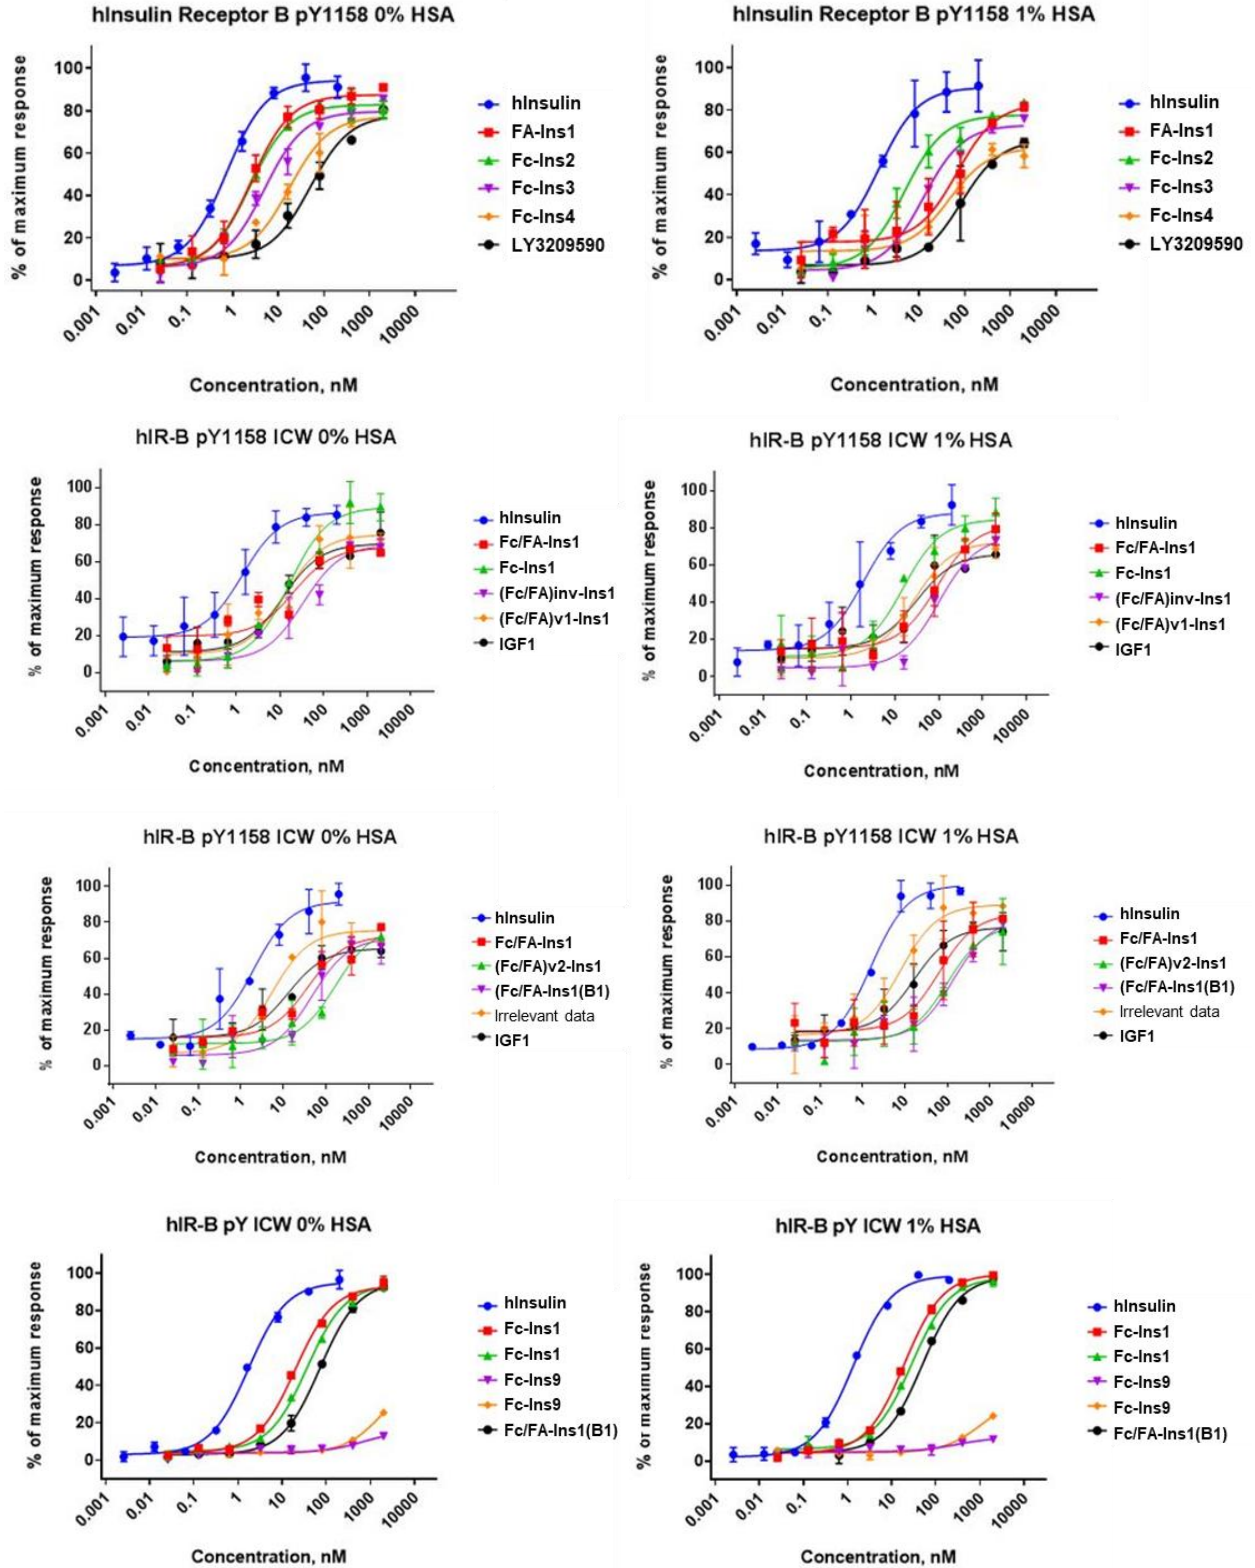 hInsulin Receptor B pY1158 0% HSA
% of maximum response
100
80
60
40
20
0
0.001
0.01
0.1
1
10
100
1000
10000
Concentration, nM
hInsulin
FA-Ins1
Fc-Ins2
Fc-Ins3
Fc-Ins4
LY3209590
hInsulin Receptor B pY1158 1% HSA
% of maximum response
100
80
60
40
20
0
0.001
0.01
0.1
1
10
100
1000
10000
Concentration, nM
hInsulin
FA-Ins1
Fc-Ins2
Fc-Ins3
Fc-Ins4
LY3209590
hIR-B pY1158 ICW 0% HSA
% of maximum response
100
80
60
40
20
0
0.001
0.01
0.1
1
10
100
1000
10000
Concentration, nM
hInsulin
Fc/FA-Ins1
Fc-Ins1
(Fc/FA)inv-Ins1
(Fc/FA)v1-Ins1
IGF1
hIR-B pY1158 ICW 1% HSA
% of maximum response
100
80
60
40
20
0
0.001
0.01
0.1
1
10
100
1000
10000
Concentration, nM
hInsulin
Fc/FA-Ins1
Fc-Ins1
(Fc/FA)inv-Ins1
(Fc/FA)v1-Ins1
IGF1
hIR-B pY1158 ICW 0% HSA
% of maximum response
100
80
60
40
20
0
0.001
0.01
0.1
1
10
100
1000
10000
Concentration, nM
hInsulin
Fc/FA-Ins1
(Fc/FA)v2-Ins1
(Fc/FA-Ins1(B1)
Irrelevant data
IGF1
hIR-B pY1158 ICW 1% HSA
% of maximum response
100
80
60
40
20
0
0.001
0.01
0.1
1
10
100
1000
10000
Concentration, nM
hInsulin
Fc/FA-Ins1
(Fc/FA)v2-Ins1
(Fc/FA-Ins1(B1)
Irrelevant data
IGF1
hIR-B pY ICW 0% HSA
% of maximum response
100
80
60
40
20
0
0.001
0.01
0.1
1
10
100
1000
10000
Concentration, nM
hInsulin
Fc-Ins1
Fc-Ins1
Fc-Ins9
Fc-Ins9
Fc/FA-Ins1(B1)
hIR-B pY ICW 1% HSA
% or maximum response
100
80
60
40
20
0
0.001
0.01
0.1
1
10
100
1000
10000
Concentration, nM
hInsulin
Fc-Ins1
Fc-Ins1
Fc-Ins9
Fc-Ins9
Fc/FA-Ins1(B1)